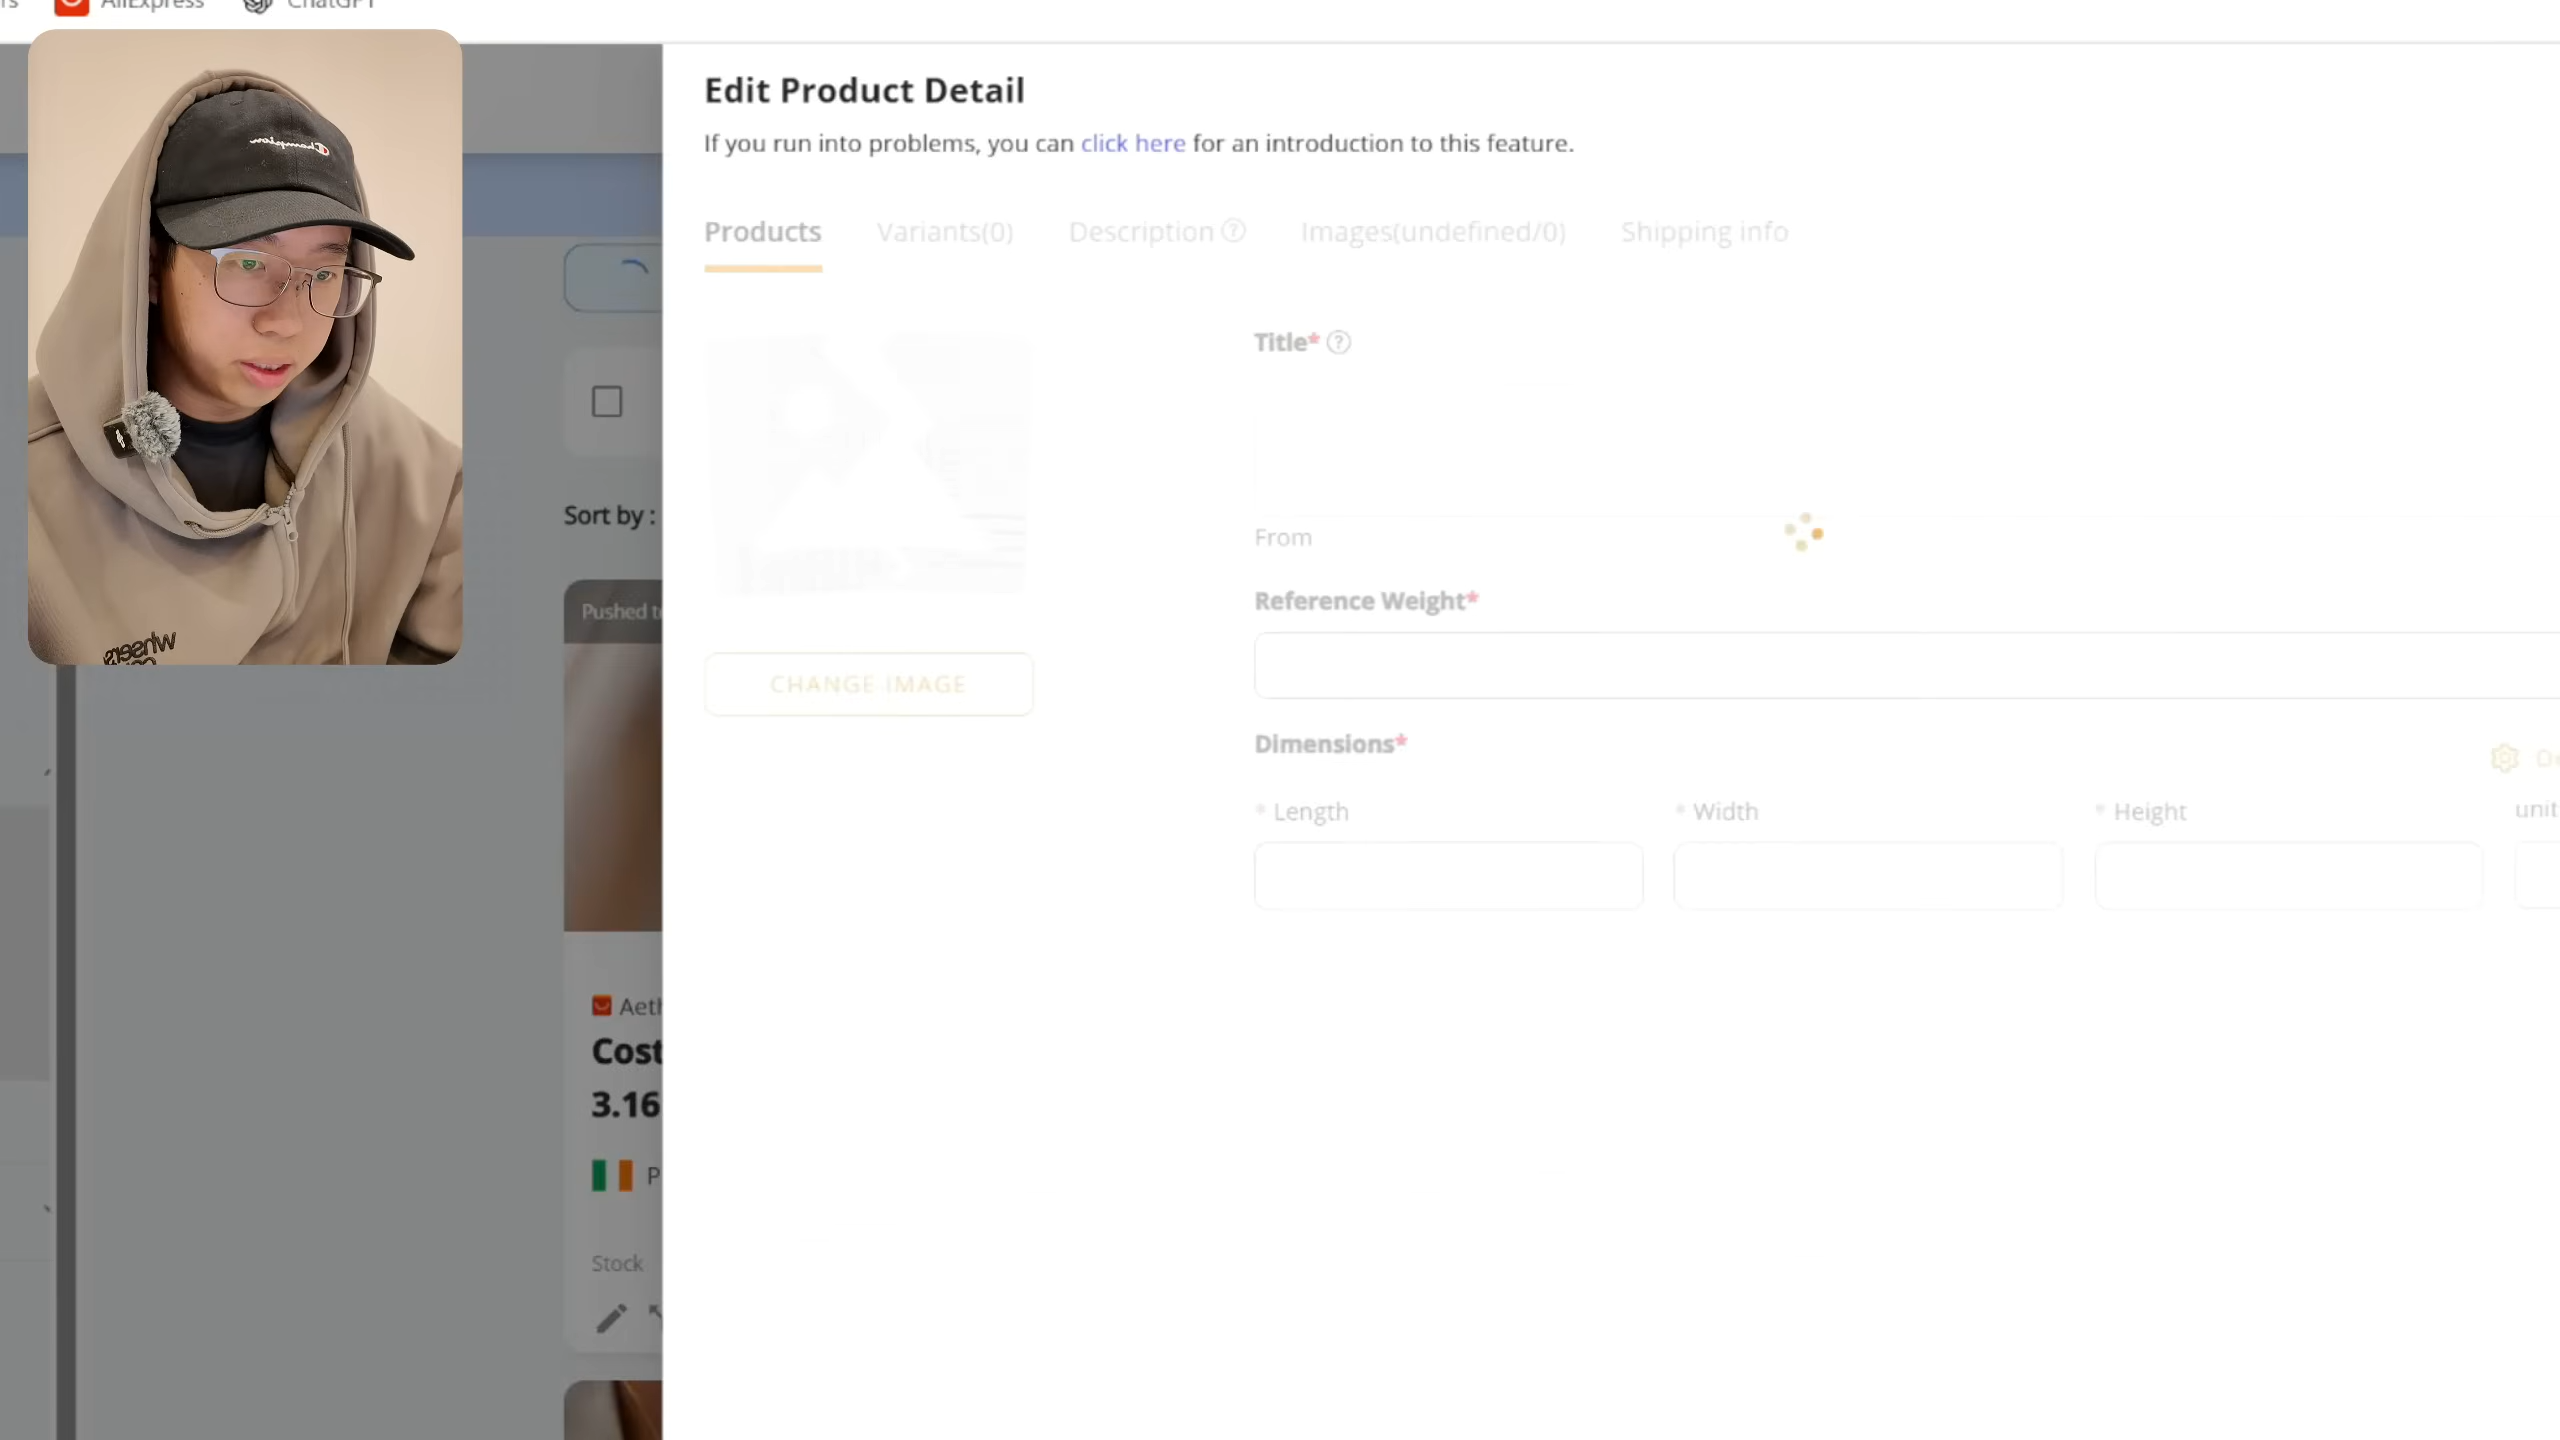 AliExpress
ChatGPT
Champion
Edit Product Detail
If you run into problems, you can click here for an introduction to this feature.
Products
Variants(0)
Description
Images(undefined/0)
Shipping info
Title*
From
Reference Weight*
CHANGE IMAGE
Dimensions*
* Length
* Width
* Height
unit
Sort by :
Pushed
Cost
3.16
Stock